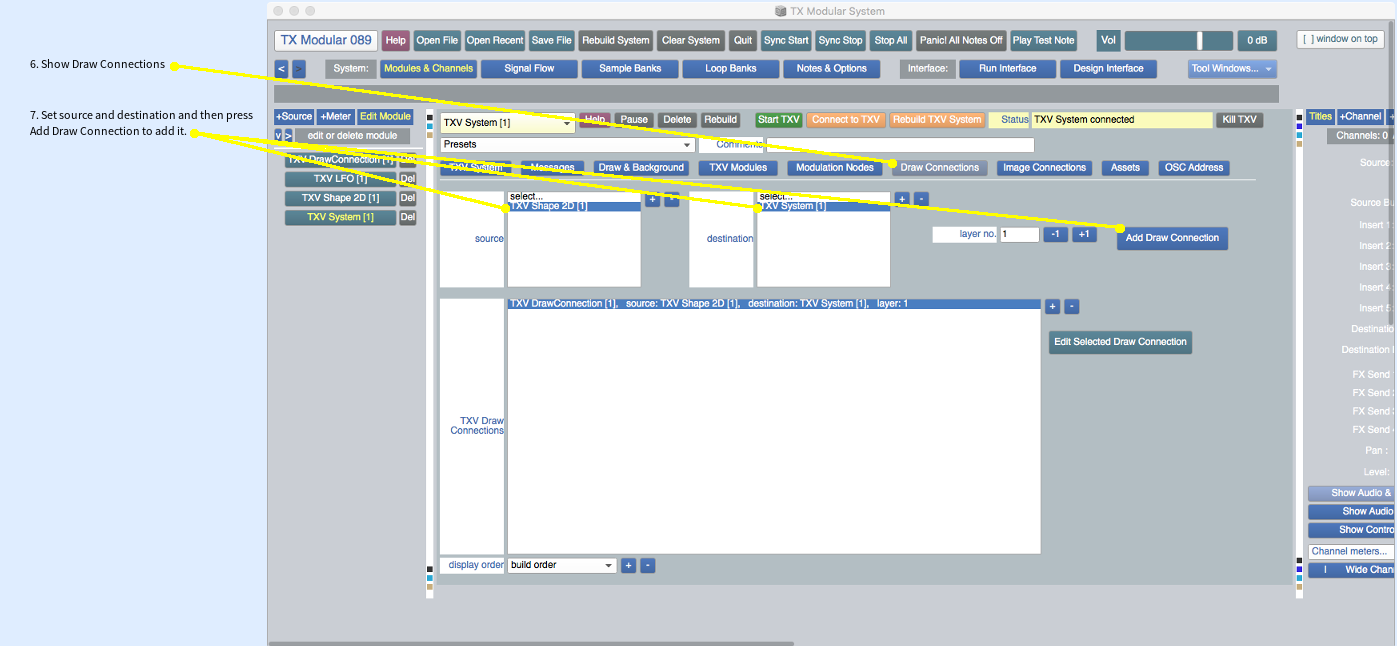 TX Modular System
TX Modular 089 Help Open File Open Recent Save File Rebuild System Clear System Quit Sync Start Sync Stop Stop All Panic! All Notes Off Play Test Note Vol 0 dB [ ] window on top
6. Show Draw Connections
< > System: Modules & Channels Signal Flow Sample Banks Loop Banks Notes & Options Interface: Run Interface Design Interface Tool Windows...
7. Set source and destination and then press
Add Draw Connection to add it.
+Source +Meter Edit Module
v > edit or delete module
TXV DrawConnection [1] Del
TXV LFO [1] Del
TXV Shape 2D [1] Del
TXV System [1] Del
TXV System [1] Help Pause Delete Rebuild Start TXV Connect to TXV Rebuild TXV System Status TXV System connected Kill TXV
Presets Comments
TXV System Messages Draw & Background TXV Modules Modulation Nodes Draw Connections Image Connections Assets OSC Address
source
select...
TXV Shape 2D [1]
+ -
destination
select...
TXV System [1]
+ -
layer no. 1 -1 +1 Add Draw Connection
TXV Draw
Connections
TXV DrawConnection [1], source: TXV Shape 2D [1], destination: TXV System [1], layer: 1
+ -
Edit Selected Draw Connection
display order build order + -
Titles +Channel +
Channels: 0
Source:
Source Bu
Insert 1:
Insert 2:
Insert 3:
Insert 4:
Insert 5:
Destinatio
Destination
FX Send
FX Send
FX Send
FX Send
Pan :
Level:
Show Audio &
Show Audio
Show Contro
Channel meters...
I Wide Chan